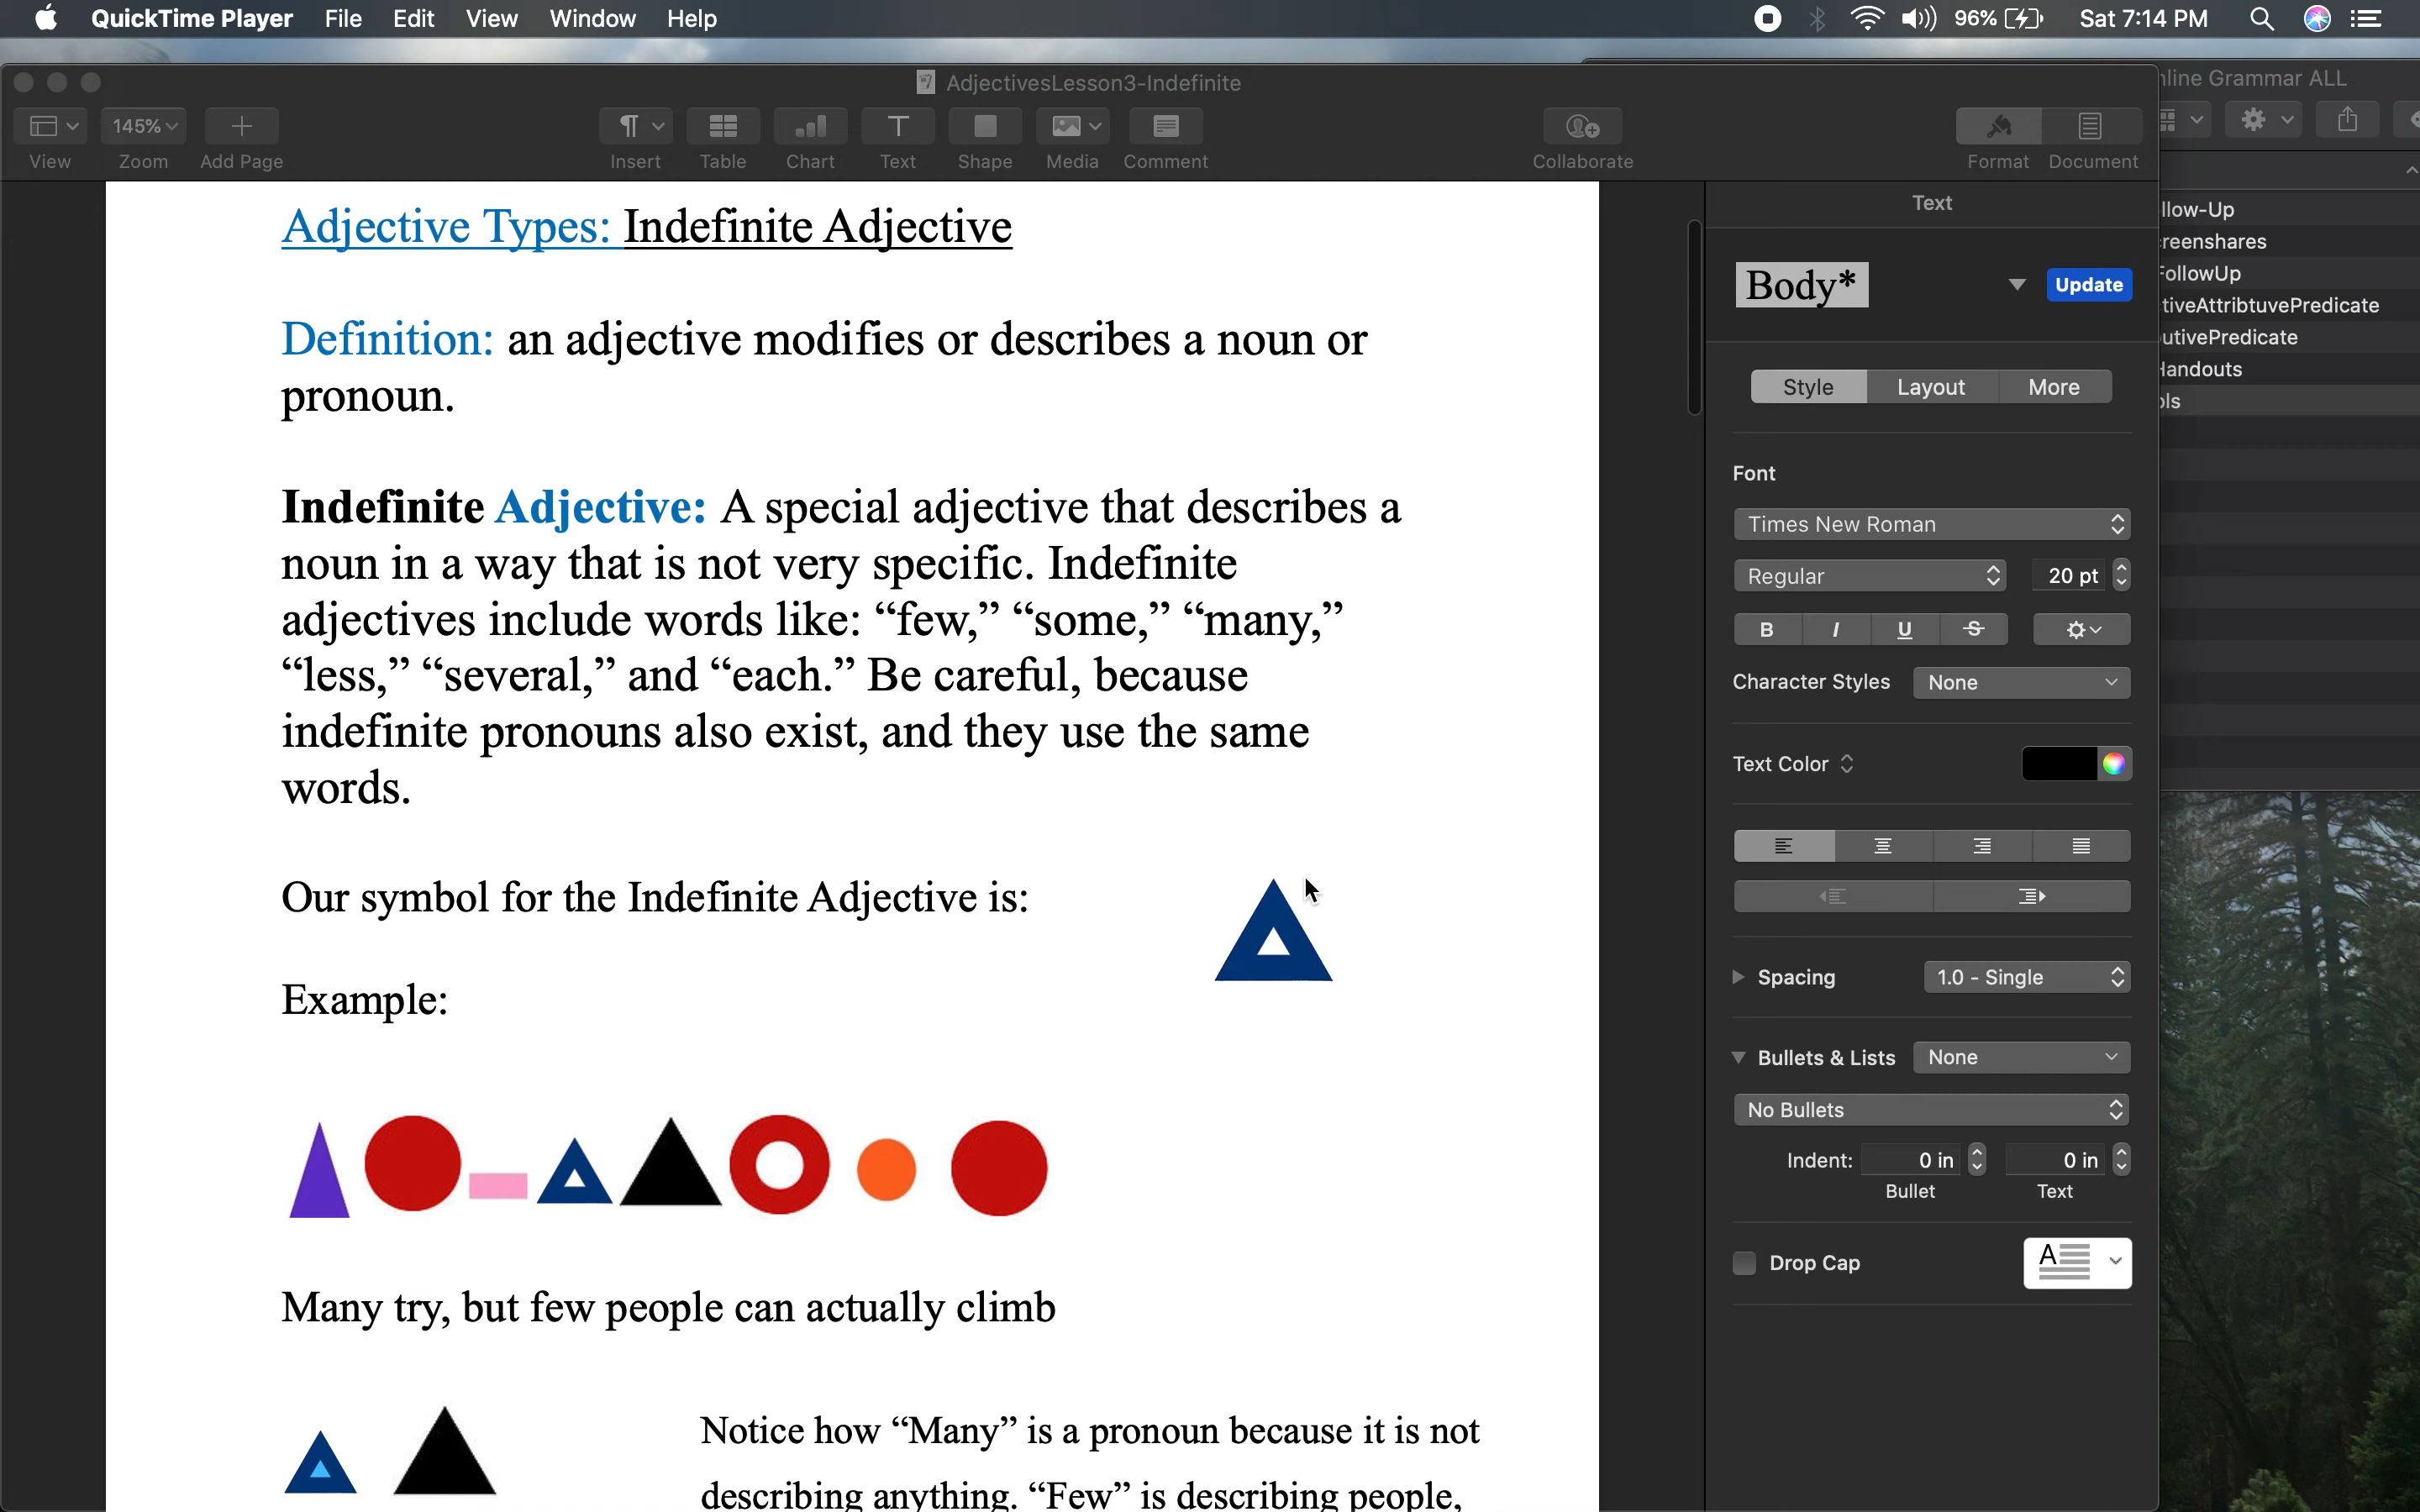 QuickTime Player File Edit View Window Help 96% Sat 7:14 PM
AdjectivesLesson3-Indefinite
145%
View Zoom Add Page Insert Table Chart Text Shape Media Comment Collaborate Format Document
Adjective Types: Indefinite Adjective
Definition: an adjective modifies or describes a noun or
pronoun.
Indefinite Adjective: A special adjective that describes a
noun in a way that is not very specific. Indefinite
adjectives include words like: “few,” “some,” “many,”
“less,” “several,” and “each.” Be careful, because
indefinite pronouns also exist, and they use the same
words.
Our symbol for the Indefinite Adjective is:
Example:
Many try, but few people can actually climb
Notice how “Many” is a pronoun because it is not
describing anything. “Few” is describing people,
Text
Body*
Update
Style Layout More
Font
Times New Roman
Regular 20 pt
B I U S
Character Styles None
Text Color
Spacing 1.0 - Single
Bullets & Lists None
No Bullets
Indent: 0 in 0 in
Bullet Text
Drop Cap
A
Grammar ALL
llow-Up
reenshares
FollowUp
tiveAttribtuvePredicate
utivePredicate
Handouts
ols